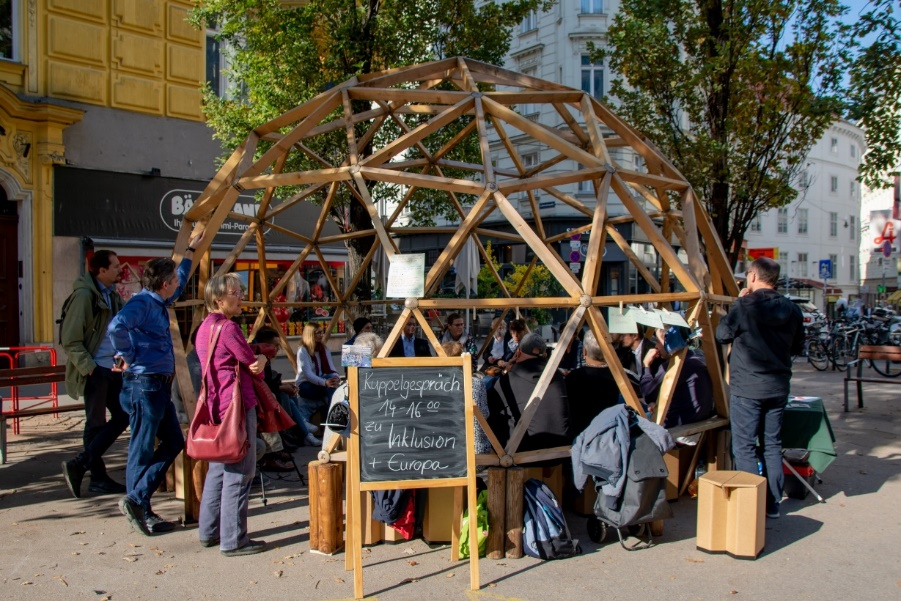 Kuppelgespräch
14-16⁰⁰
zu Inklusion
+ Europa